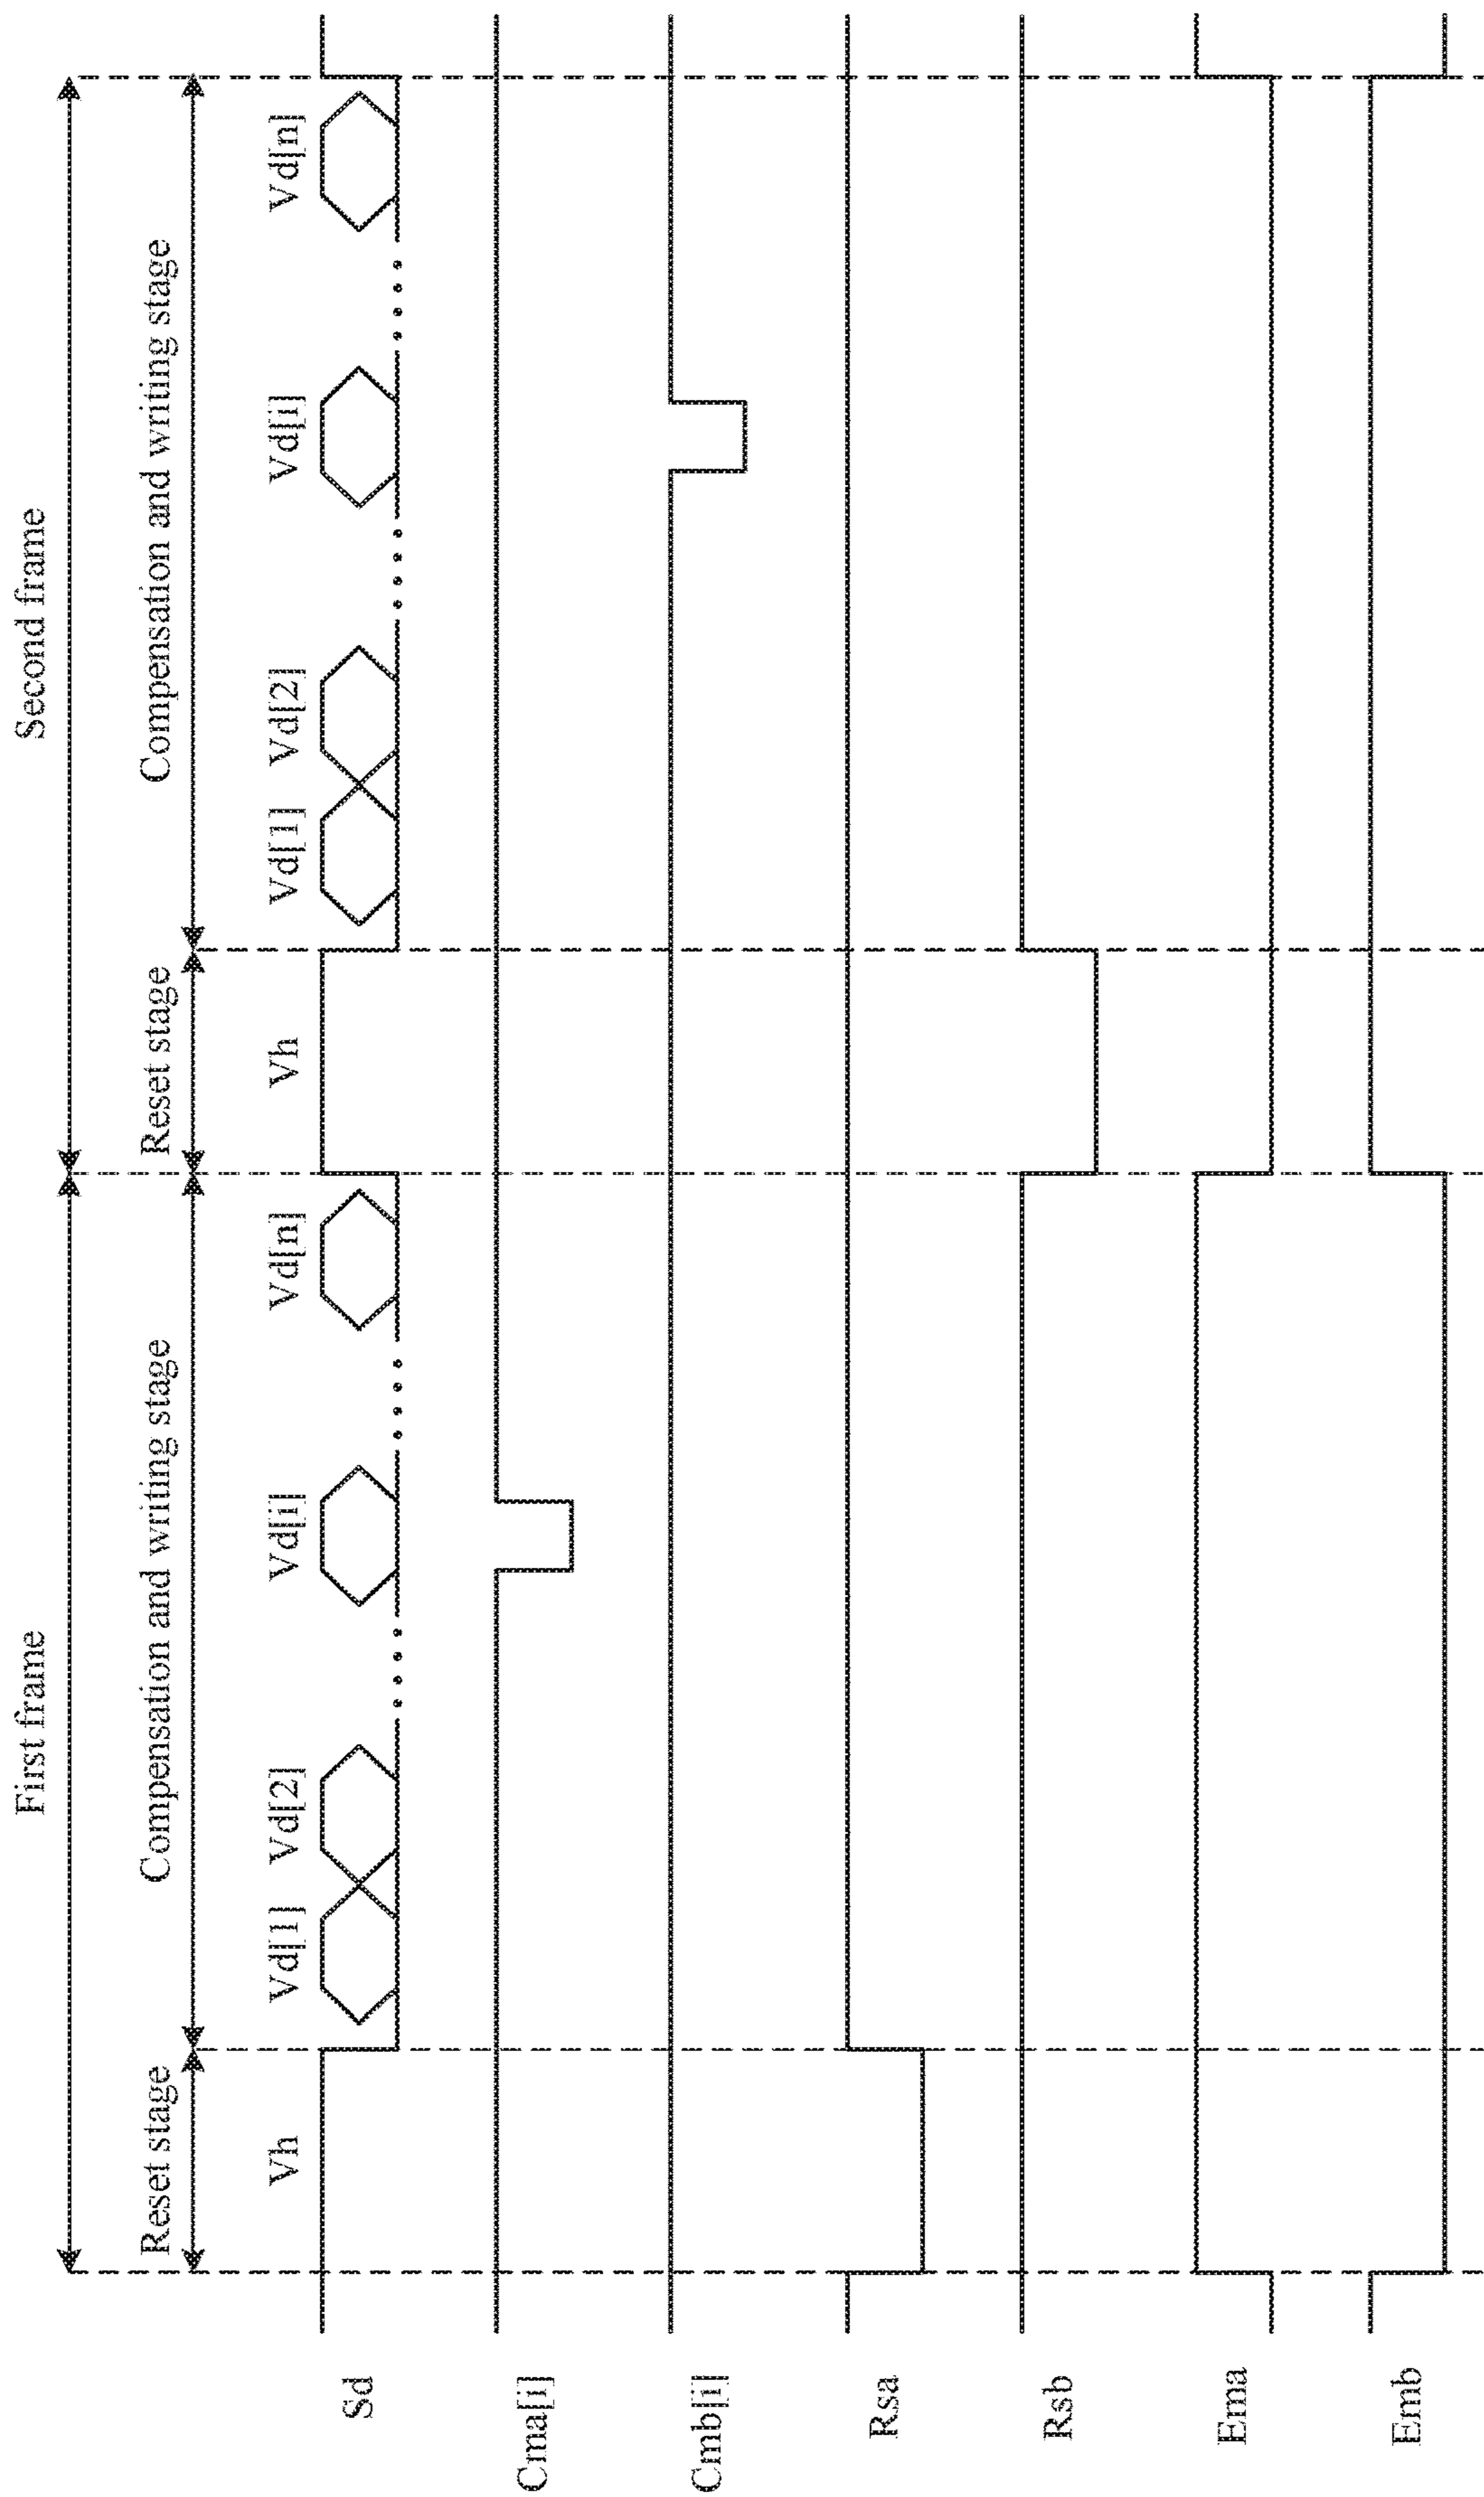 First frame
Second frame
Reset stage
Compensation and writing stage
Reset stage
Compensation and writing stage
Vh
Vd[1]
Vd[2]
Vd[i]
Vd[n]
Vh
Vd[1]
Vd[2]
Vd[i]
Vd[n]
Sd
Cma[i]
Cmb[i]
Rsa
Rsb
Ema
Emb